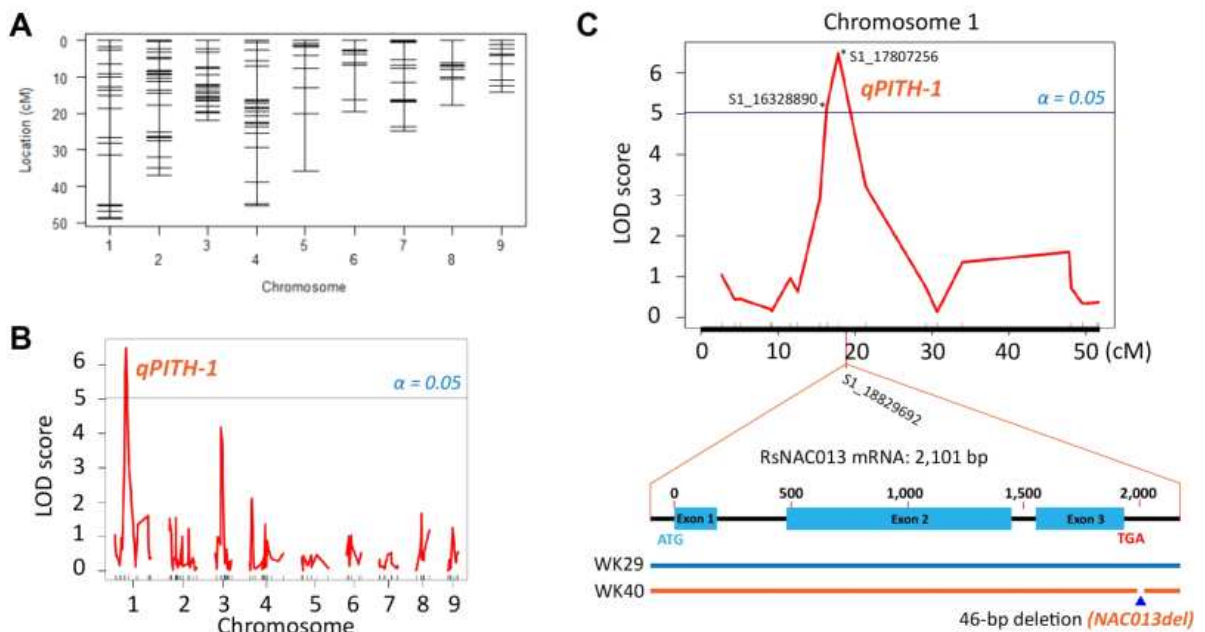 A
0
10
20
30
40
50
Location (cM)
1 2 3 4 5 6 7 8 9
Chromosome
B
6
5
4
3
2
1
0
LOD score
qPITH-1
α = 0.05
1 2 3 4 5 6 7 8 9
Chromosome
C
Chromosome 1
6
5
4
3
2
1
0
LOD score
* S1_17807256
S1_16328890 *
qPITH-1
α = 0.05
0 10 20 30 40 50 (cM)
S1_18829692
RsNAC013 mRNA: 2,101 bp
0 500 1,000 1,500 2,000
Exon 1 Exon 2 Exon 3
ATG TGA
WK29
WK40
46-bp deletion (NAC013del)